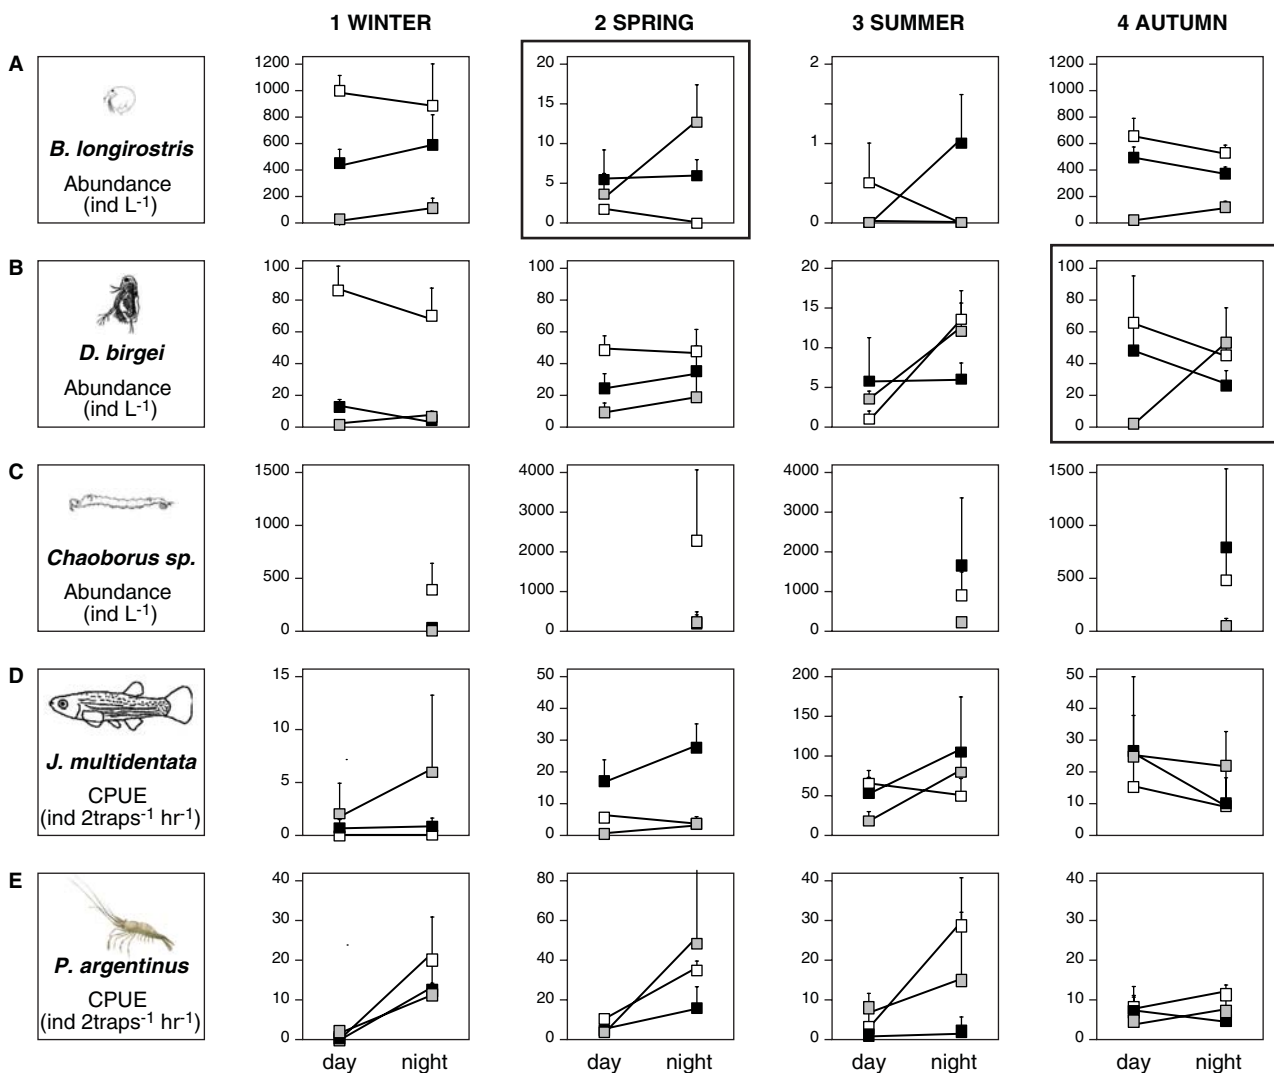 1 WINTER 2 SPRING 3 SUMMER 4 AUTUMN
A
B. longirostris
Abundance
(ind L-1)
1200 1000 800 600 400 200 0
20 15 10 5 0
2 1 0
1200 1000 800 600 400 200 0
B
D. birgei
Abundance
(ind L-1)
100 80 60 40 20 0
100 80 60 40 20 0
20 15 10 5 0
100 80 60 40 20 0
C
Chaoborus sp.
Abundance
(ind L-1)
1500 1000 500 0
4000 3000 2000 1000 0
4000 3000 2000 1000 0
1500 1000 500 0
D
J. multidentata
CPUE
(ind 2traps-1 hr-1)
15 10 5 0
50 40 30 20 10 0
200 150 100 50 0
50 40 30 20 10 0
E
P. argentinus
CPUE
(ind 2traps-1 hr-1)
40 30 20 10 0
80 60 40 20 0
40 30 20 10 0
40 30 20 10 0
day night day night day night day night